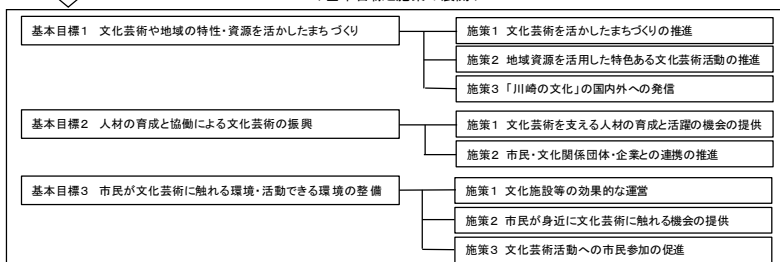 基本目標1 文化芸術や地域の特性・資源を活かしたまちづくり
施策1 文化芸術を活かしたまちづくりの推進
施策2 地域資源を活用した特色ある文化芸術活動の推進
施策3 「川崎の文化」の国内外への発信
基本目標2 人材の育成と協働による文化芸術の振興
施策1 文化芸術を支える人材の育成と活躍の機会の提供
施策2 市民・文化関係団体・企業との連携の推進
基本目標3 市民が文化芸術に触れる環境・活動できる環境の整備
施策1 文化施設等の効果的な運営
施策2 市民が身近に文化芸術に触れる機会の提供
施策3 文化芸術活動への市民参加の促進